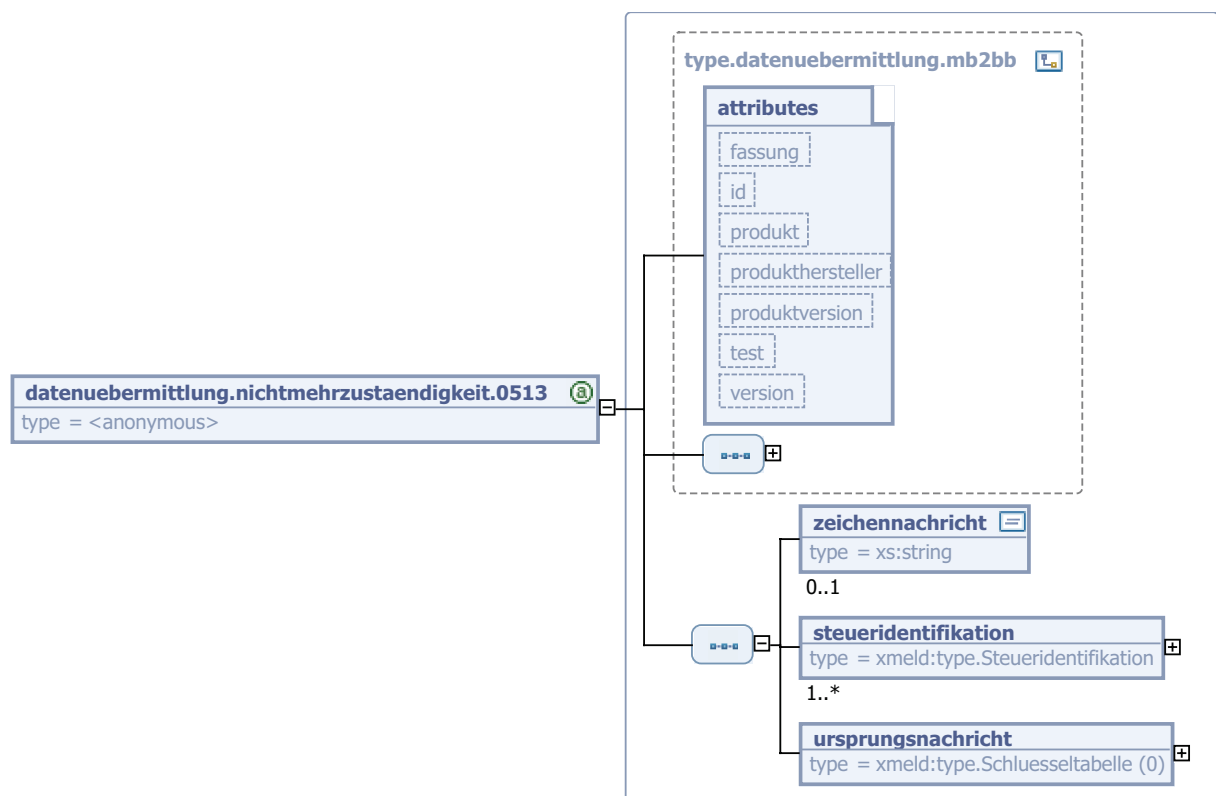 type.datenuebermittlung.mb2bb
attributes
fassung
id
produkt
produkthersteller
produktversion
test
version
datenuebermittlung.nichtmehrzustaendigkeit.0513
type = <anonymous>
zeichennachricht
type = xs:string
0..1
steueridentifikation
type = xmeld:type.Steueridentifikation
1..*
ursprungsnachricht
type = xmeld:type.Schluesseltabelle (0)